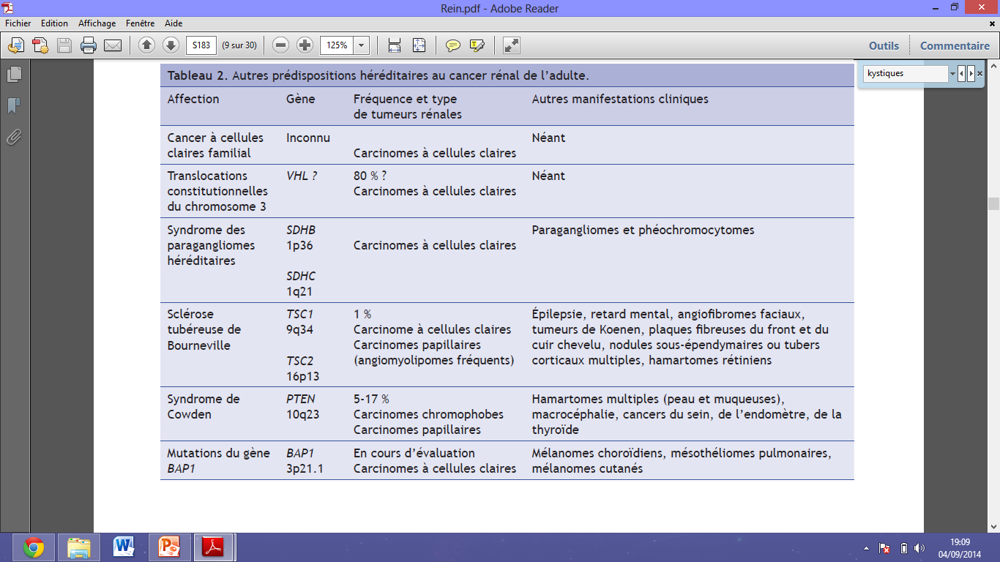 Rein.pdf - Adobe Reader
Fichier Edition Affichage Fenêtre Aide
S183 (9 sur 30) 125% Outils Commentaire
kystiques
Tableau 2. Autres prédispositions héréditaires au cancer rénal de l’adulte.
Affection Gène Fréquence et type Autres manifestations cliniques
de tumeurs rénales
Cancer à cellules Inconnu Néant
claires familial Carcinomes à cellules claires
Translocations VHL ? 80 % ? Néant
constitutionnelles Carcinomes à cellules claires
du chromosome 3
Syndrome des SDHB Paragangliomes et phéochromocytomes
paragangliomes 1p36 Carcinomes à cellules claires
héréditaires
SDHC
1q21
Sclérose TSC1 1 % Épilepsie, retard mental, angiofibromes faciaux,
tubéreuse de 9q34 Carcinome à cellules claires tumeurs de Koenen, plaques fibreuses du front et du
Bourneville Carcinomes papillaires cuir chevelu, nodules sous-épendymaires ou tubers
TSC2 (angiomyolipomes fréquents) corticaux multiples, hamartomes rétiniens
16p13
Syndrome de PTEN 5-17 % Hamartomes multiples (peau et muqueuses),
Cowden 10q23 Carcinomes chromophobes macrocéphalie, cancers du sein, de l’endomètre, de la
Carcinomes papillaires thyroïde
Mutations du gène BAP1 En cours d’évaluation Mélanomes choroïdiens, mésothéliomes pulmonaires,
BAP1 3p21.1 Carcinomes à cellules claires mélanomes cutanés
19:09
04/09/2014